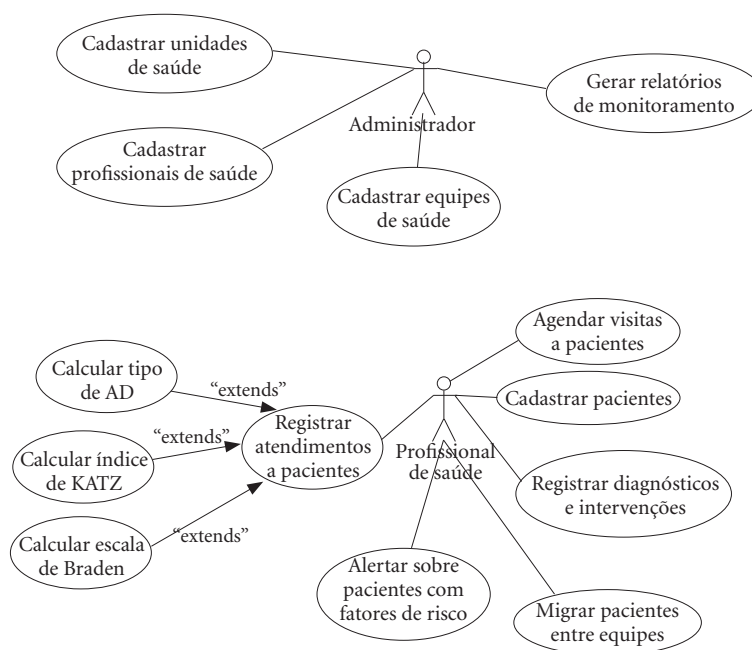 Cadastrar unidades
de saúde
Gerar relatórios
de monitoramento
Administrador
Cadastrar
profissionais de saúde
Cadastrar equipes
de saúde
Agendar visitas
a pacientes
Calcular tipo
de AD
“extends”
Cadastrar pacientes
Registrar
atendimentos
a pacientes
“extends”
Calcular índice
de KATZ
Profissional
de saúde
Registrar diagnósticos
e intervenções
“extends”
Calcular escala
de Braden
Alertar sobre
pacientes com
fatores de risco
Migrar pacientes
entre equipes